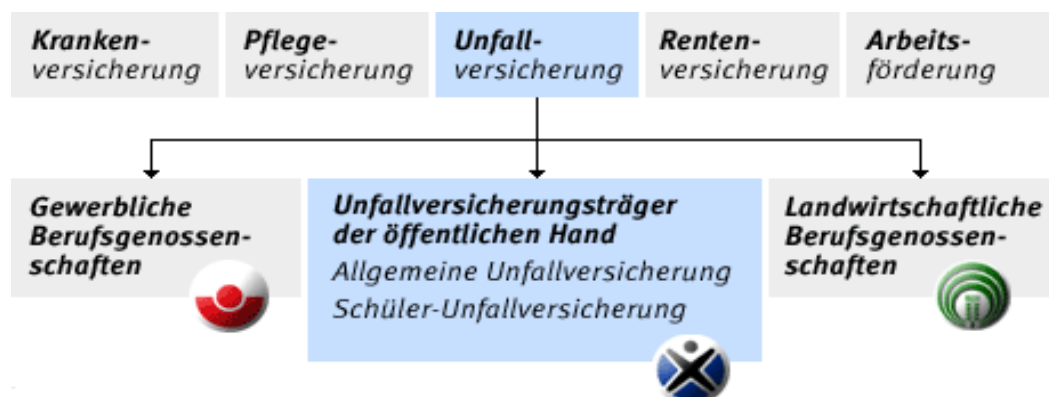 Kranken-
versicherung
Pflege-
versicherung
Unfall-
versicherung
Renten-
versicherung
Arbeits-
förderung
Gewerbliche
Berufsgenossen-
schaften
Unfallversicherungsträger
der öffentlichen Hand
Allgemeine Unfallversicherung
Schüler-Unfallversicherung
Landwirtschaftliche
Berufsgenossen-
schaften